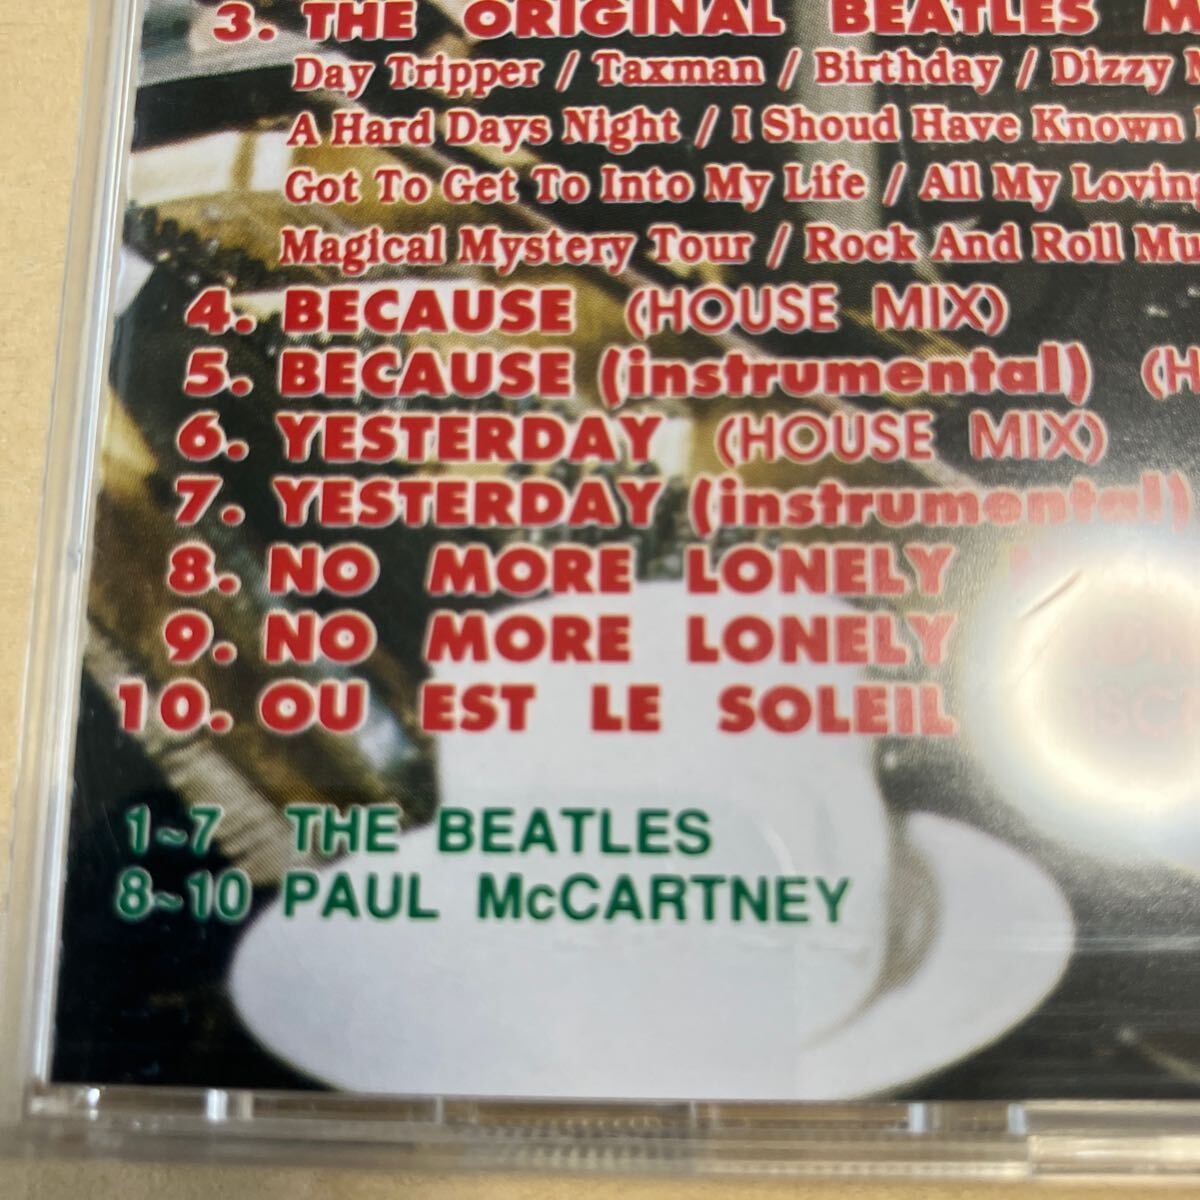 3. THE ORIGINAL BEATLES M
Day Tripper / Taxman / Birthday / Dizzy M
A Hard Days Night / I Shoud Have Known
Got To Get To Into My Life / All My Loving
Magical Mystery Tour / Rock And Roll Mu
4. BECAUSE (HOUSE MIX)
5. BECAUSE (instrumental) (H
6. YESTERDAY (HOUSE MIX)
7. YESTERDAY (instrumental)
8. NO MORE LONELY
9. NO MORE LONELY
10. OU EST LE SOLEIL
1~7 THE BEATLES
8~10 PAUL McCARTNEY